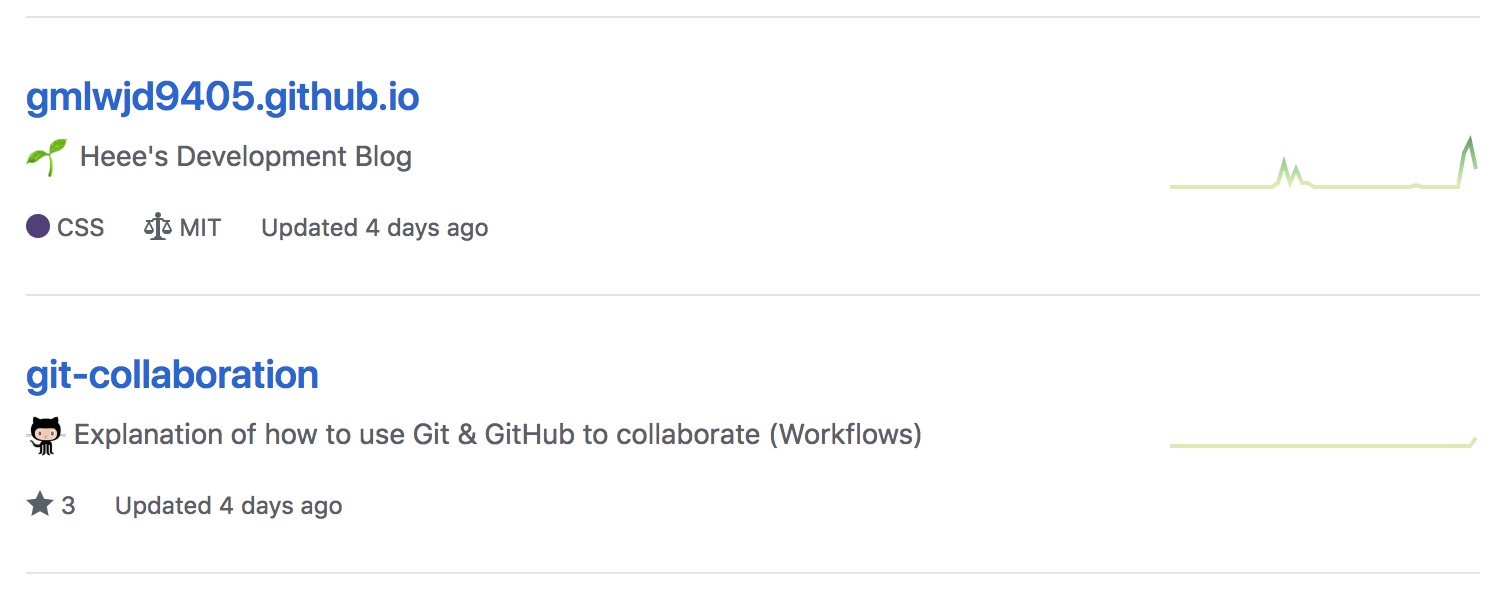 gmlwjd9405.github.io
🌱 Heee's Development Blog
CSS MIT Updated 4 days ago
git-collaboration
Explanation of how to use Git & GitHub to collaborate (Workflows)
★ 3 Updated 4 days ago